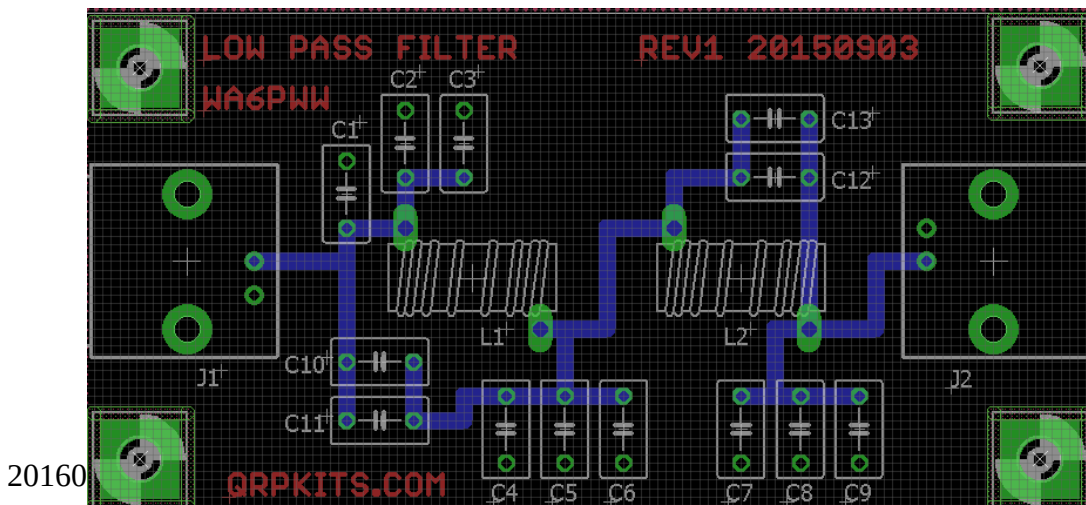 LOW PASS FILTER REV1 20150903
WA6PWW
C2 C3
C1
C13
C12
L1 L2
C10
J1 J2
C11
20160
QRPKITS.COM
C4 C5 C6 C7 C8 C9